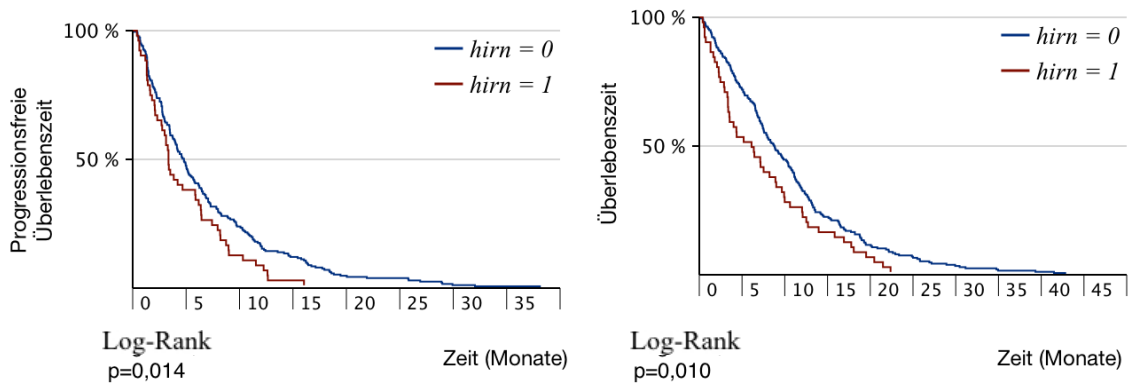 100 %
50 %
Progressionsfreie
Überlebenszeit
hirn = 0
hirn = 1
0 5 10 15 20 25 30 35
Log-Rank
p=0,014
Zeit (Monate)
100 %
50 %
Überlebenszeit
hirn = 0
hirn = 1
0 5 10 15 20 25 30 35 40 45
Log-Rank
p=0,010
Zeit (Monate)